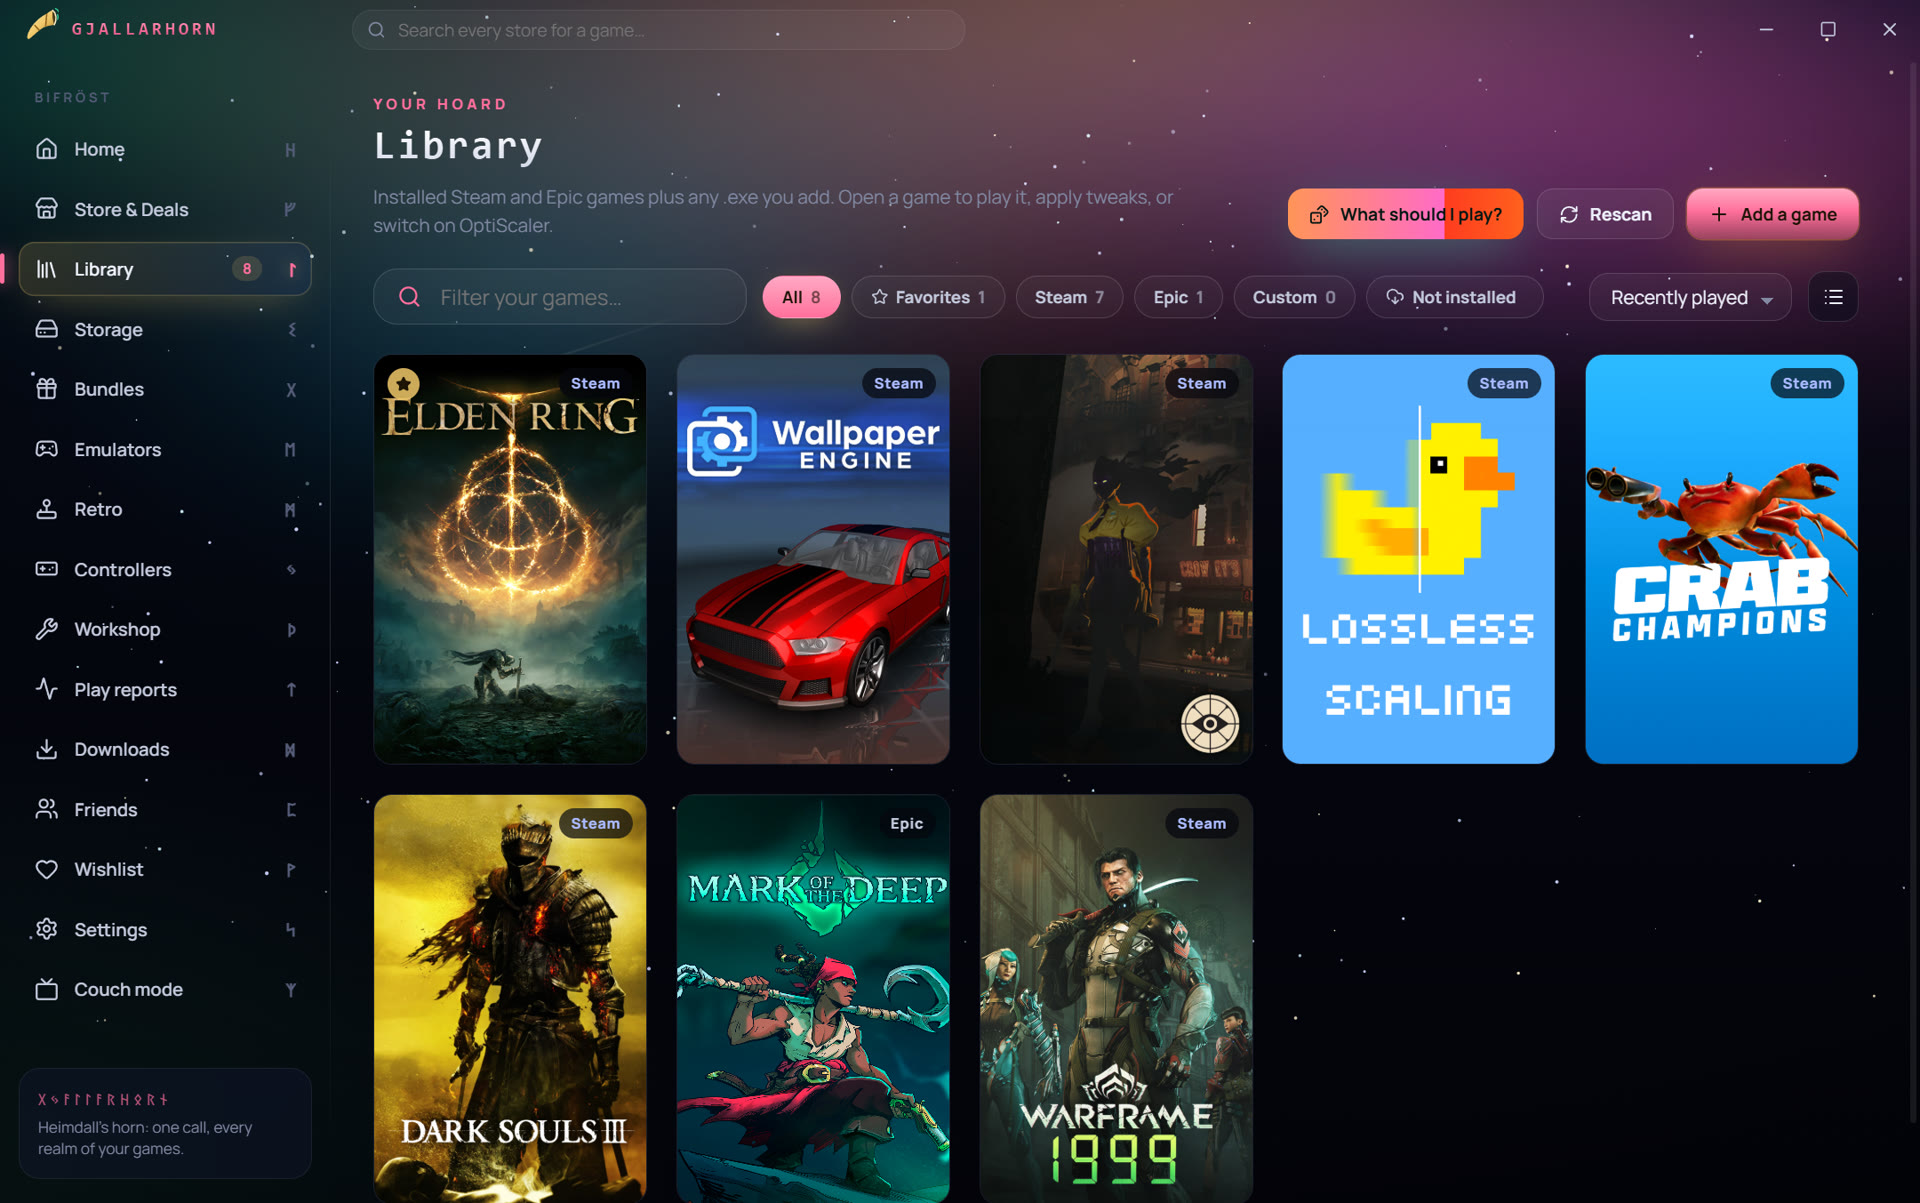 GJALLARHORN
Search every store for a game...
BIFRÖST
Home ᚺ
Store & Deals ᚠ
Library 8 ᛚ
Storage
Bundles ᚷ
Emulators ᛖ
Retro ᛗ
Controllers ᛃ
Workshop ᚦ
Play reports ᛏ
Downloads ᛞ
Friends
Wishlist ᚹ
Settings ᛋ
Couch mode ᛉ
Heimdall's horn: one call, every
realm of your games.
YOUR HOARD
Library
Installed Steam and Epic games plus any .exe you add. Open a game to play it, apply tweaks, or
switch on OptiScaler.
What should I play?
Rescan
Add a game
Filter your games...
All 8
Favorites 1
Steam 7
Epic 1
Custom 0
Not installed
Recently played
Steam
ELDEN RING
Steam
Wallpaper
ENGINE
Steam
Steam
LOSSLESS
SCALING
Steam
CRAB
CHAMPIONS
Steam
DARK SOULS III
Epic
MARK OF THE DEEP
Steam
WARFRAME
1999